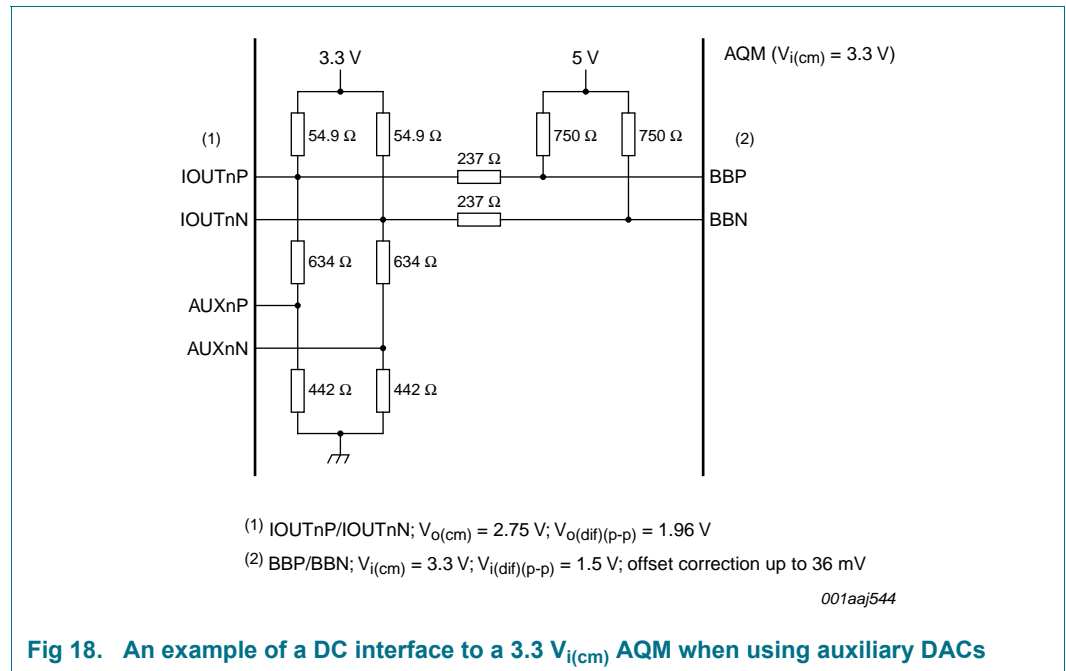 3.3 V
5 V
AQM (Vi(cm) = 3.3 V)
(1)
54.9 Ω
54.9 Ω
750 Ω
750 Ω
(2)
237 Ω
IOUTnP
BBP
237 Ω
IOUTnN
BBN
634 Ω
634 Ω
AUXnP
AUXnN
442 Ω
442 Ω
(1) IOUTnP/IOUTnN; Vo(cm) = 2.75 V; Vo(dif)(p-p) = 1.96 V
(2) BBP/BBN; Vi(cm) = 3.3 V; Vi(dif)(p-p) = 1.5 V; offset correction up to 36 mV
001aaj544
Fig 18. An example of a DC interface to a 3.3 Vi(cm) AQM when using auxiliary DACs